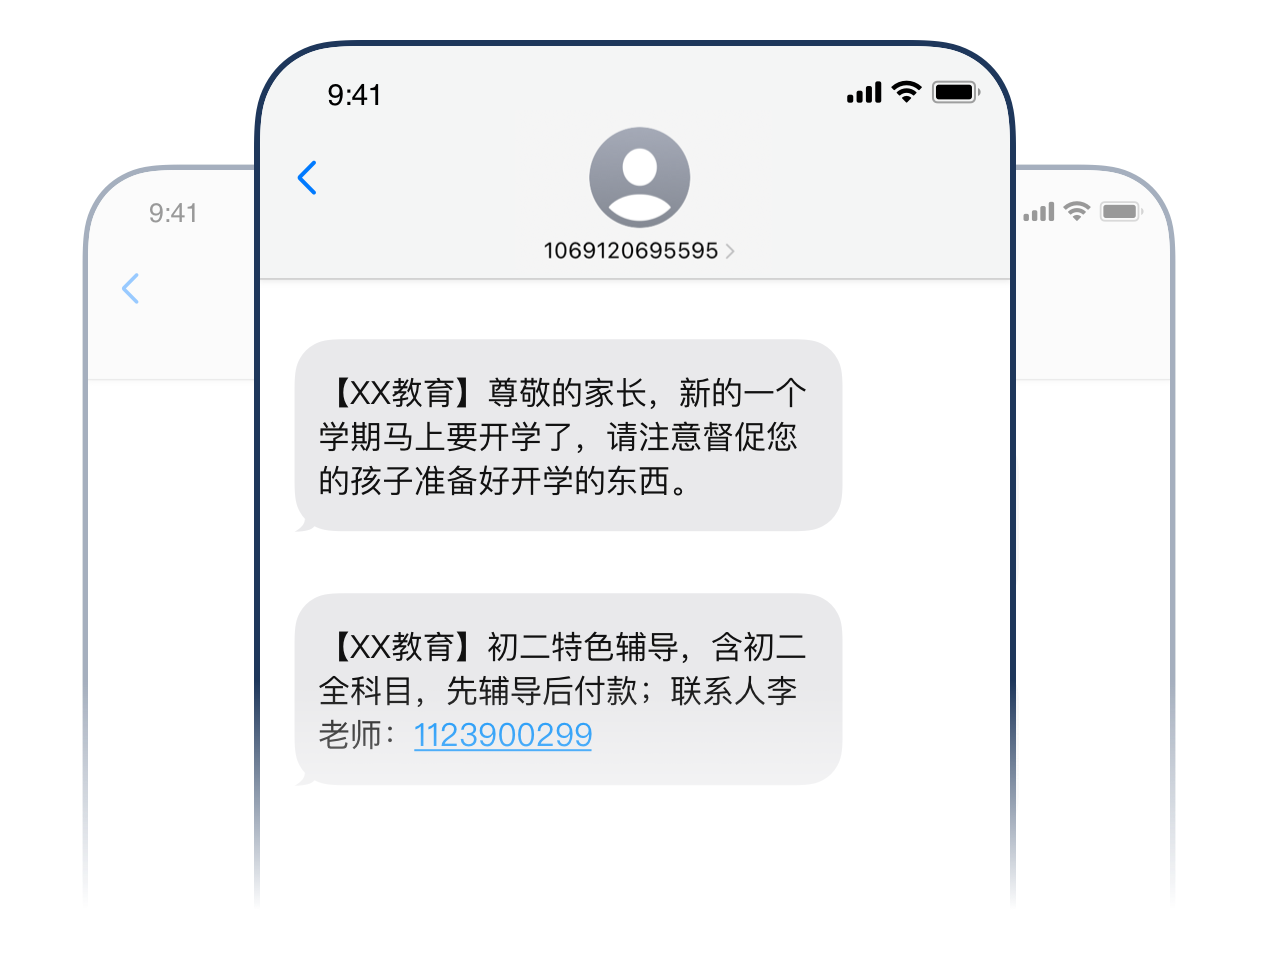 9:41
9:41
1069120695595
【XX教育】尊敬的家长，新的一个
学期马上要开学了，请注意督促您
的孩子准备好开学的东西。
【XX教育】初二特色辅导，含初二
全科目，先辅导后付款；联系人李
老师：1123900299